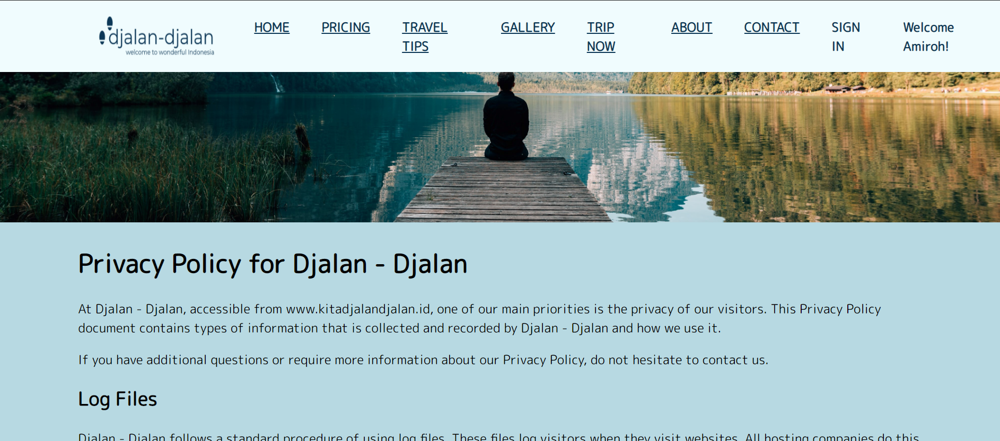 djalan-djalan
welcome to wonderful Indonesia
HOME
PRICING
TRAVEL
TIPS
GALLERY
TRIP
NOW
ABOUT
CONTACT
SIGN
IN
Welcome
Amiroh!
Privacy Policy for Djalan - Djalan
At Djalan - Djalan, accessible from www.kitadjalandjalan.id, one of our main priorities is the privacy of our visitors. This Privacy Policy
document contains types of information that is collected and recorded by Djalan - Djalan and how we use it.
If you have additional questions or require more information about our Privacy Policy, do not hesitate to contact us.
Log Files
Djalan - Djalan follows a standard procedure of using log files. These files log visitors when they visit websites. All hosting companies do this